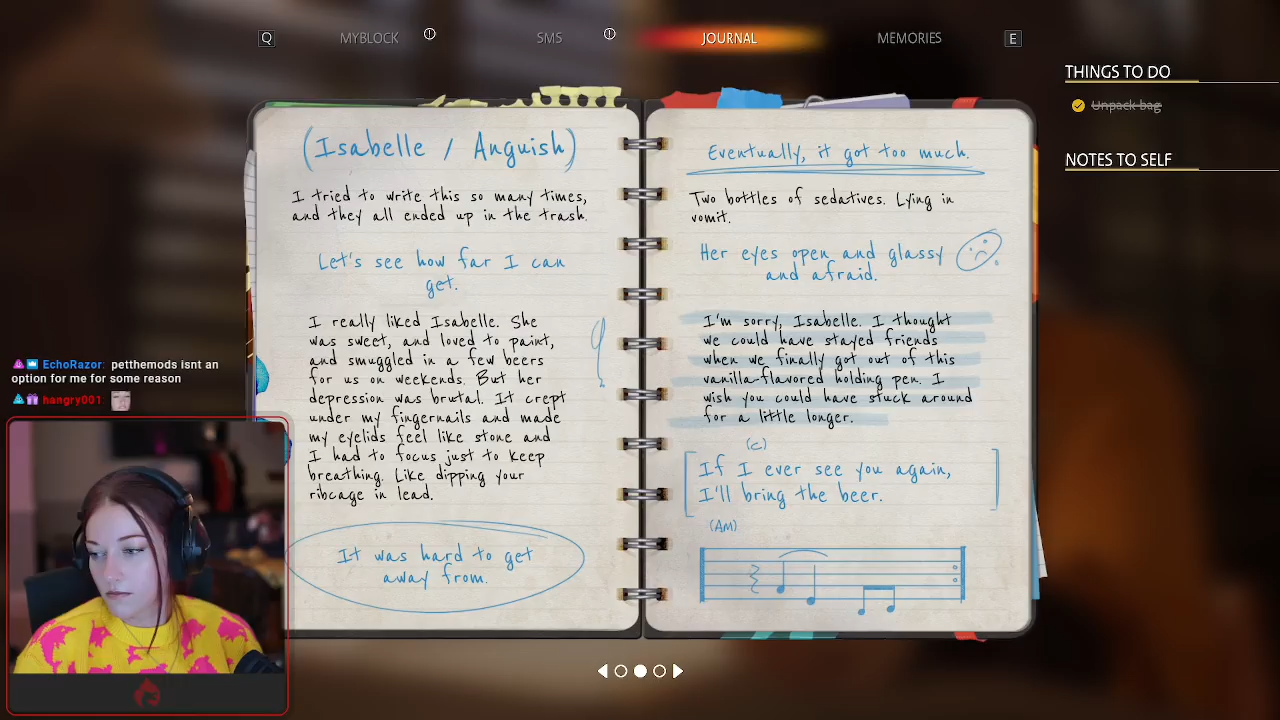 Q
MYBLOCK
SMS
JOURNAL
MEMORIES
E
THINGS TO DO
Unpack bag
NOTES TO SELF
(Isabelle / Anguish)
I tried to write this so many times,
and they all ended up in the trash.
Let's see how far I can
get.
I really liked Isabelle. She
was sweet, and loved to paint,
and smuggled in a few beers
for us on weekends. But her
depression was brutal. It crept
under my fingernails and made
my eyelids feel like stone and
I had to focus just to keep
breathing. Like dipping your
ribcage in lead.
It was hard to get
away from.
Eventually, it got too much.
Two bottles of sedatives. Lying in
vomit.
Her eyes open and glassy
and afraid.
I'm sorry, Isabelle. I thought
we could have stayed friends
when we finally got out of this
vanilla-flavored holding pen. I
wish you could have stuck around
for a little longer.
(C)
If I ever see you again,
I'll bring the beer.
(AM)
EchoRazor: petthemods isnt an
option for me for some reason
hangry001: